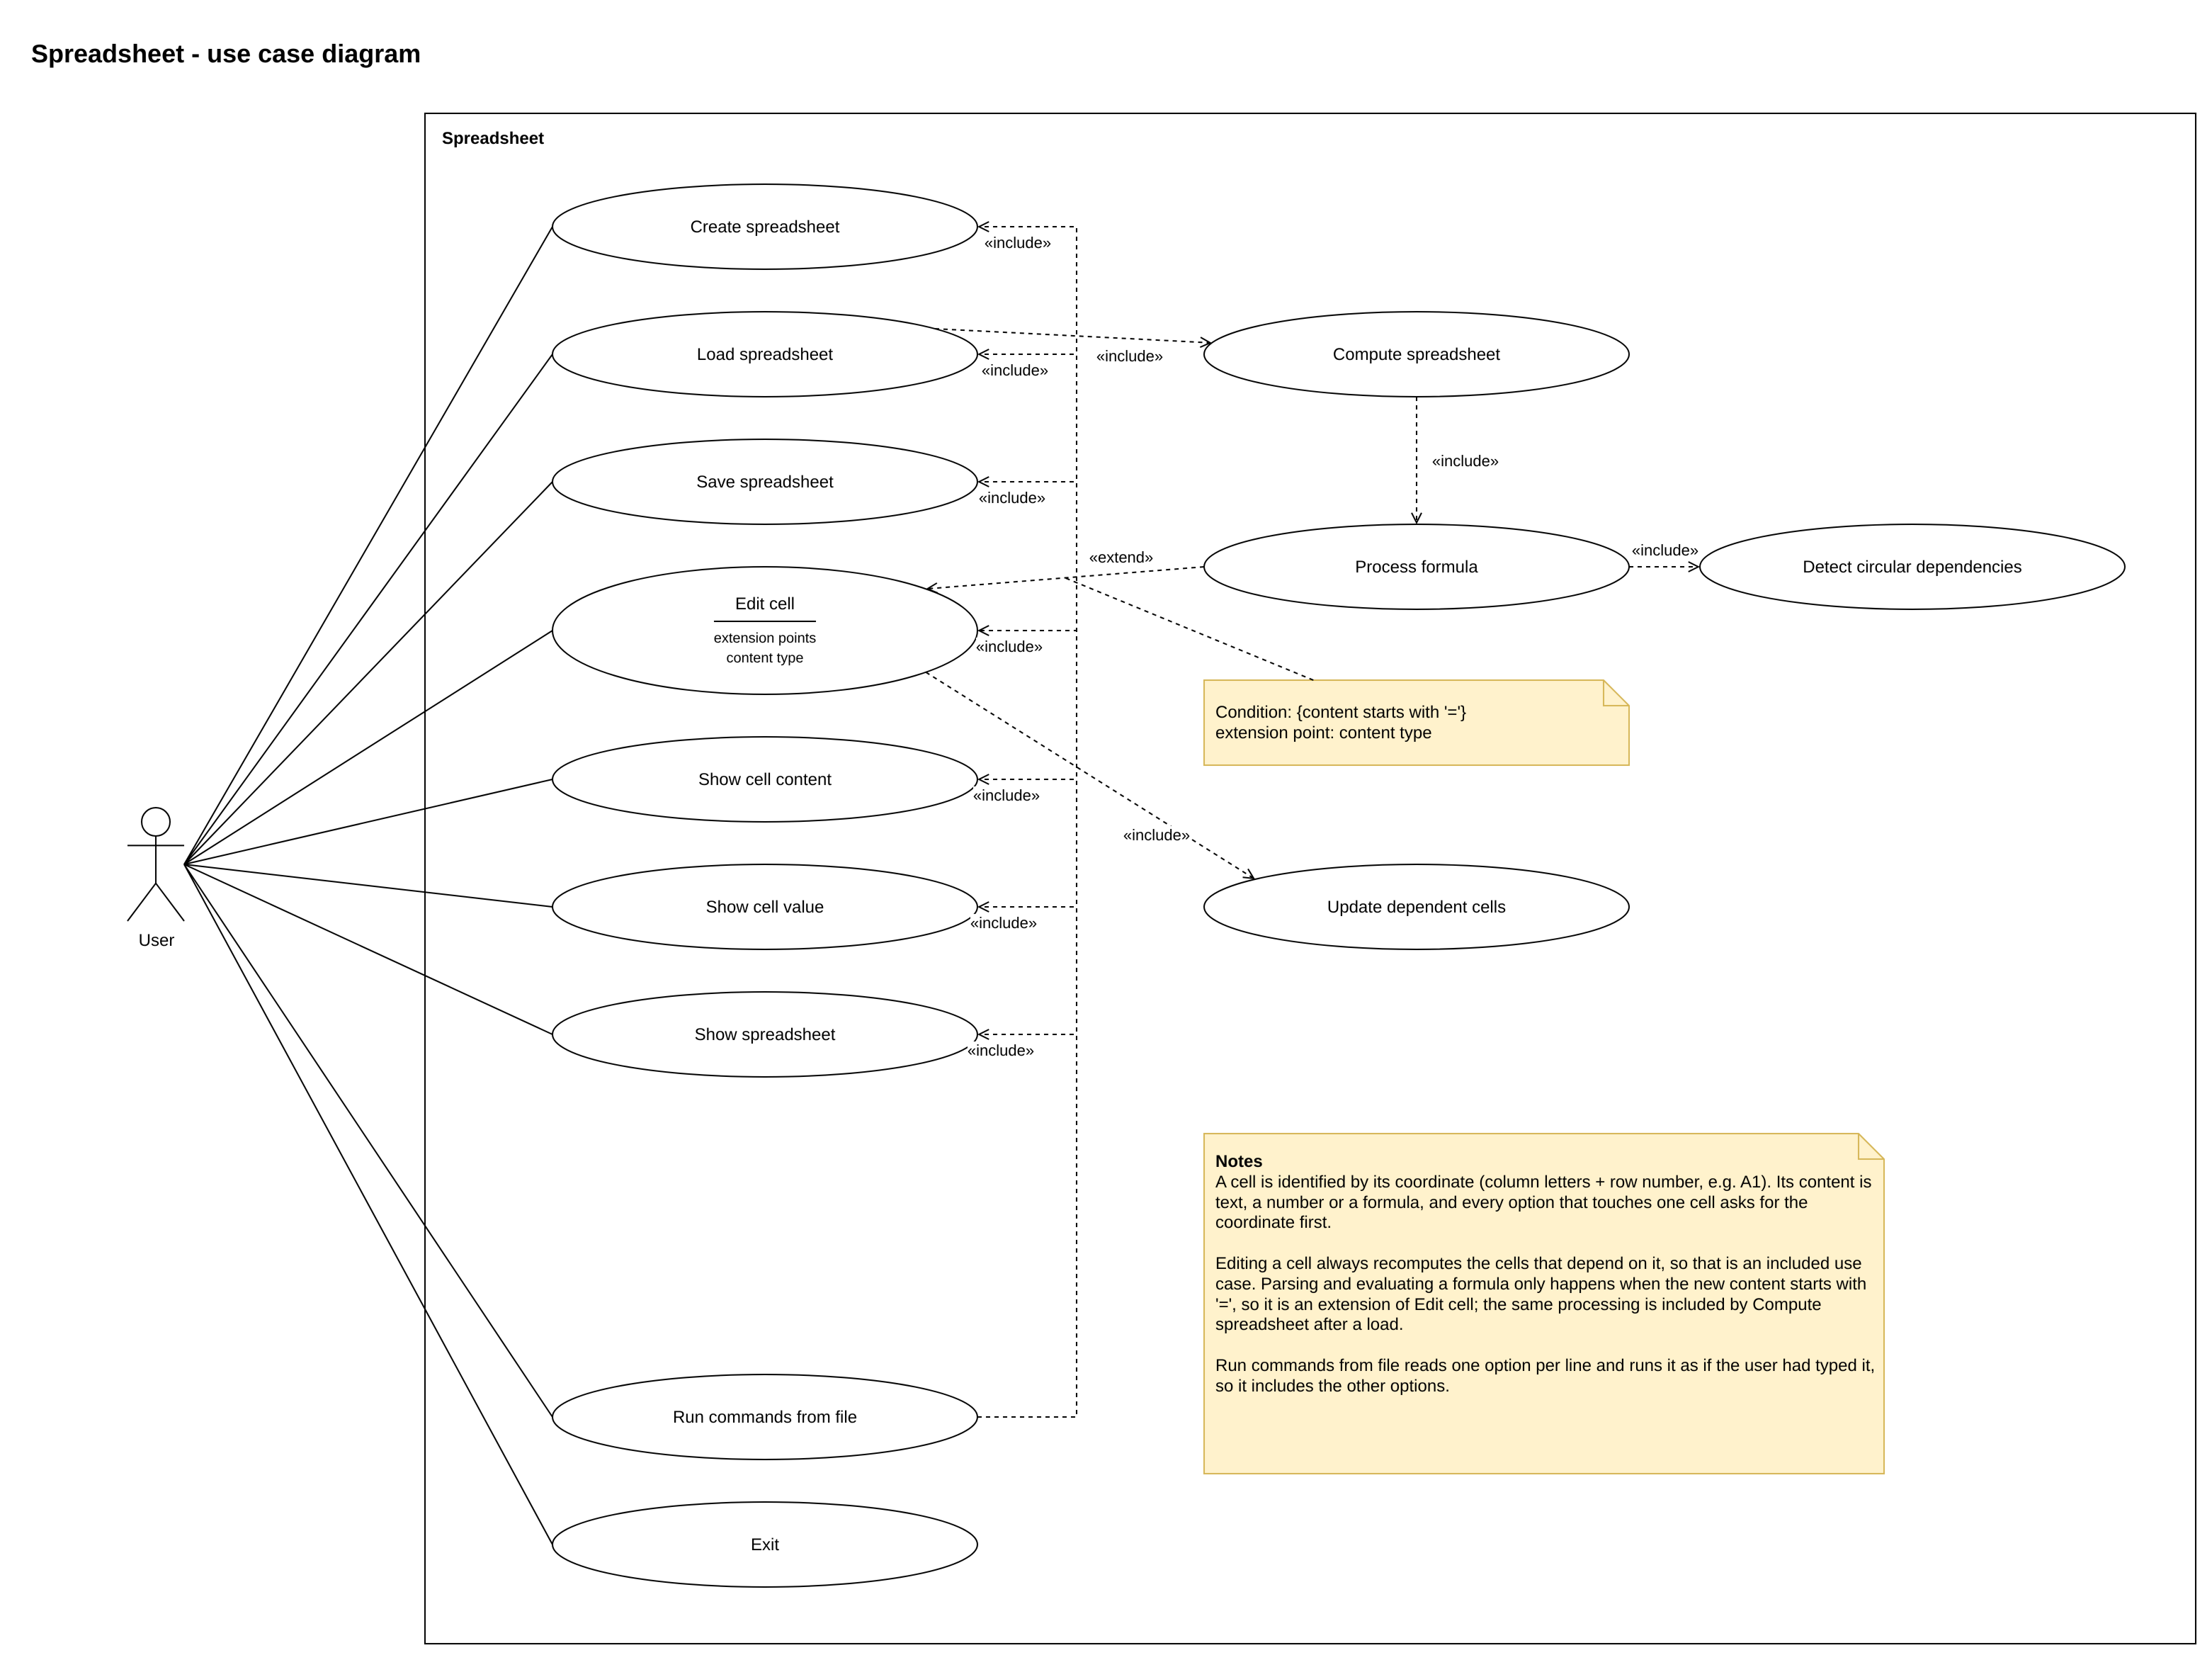 Spreadsheet - use case diagram
Spreadsheet
Create spreadsheet
«include»
Load spreadsheet
«include»
«include»
Compute spreadsheet
«include»
Save spreadsheet
«include»
«extend»
Process formula
«include»
Detect circular dependencies
Edit cell
extension points
content type
«include»
Condition: {content starts with '='}
extension point: content type
Show cell content
«include»
«include»
Show cell value
«include»
Update dependent cells
User
Show spreadsheet
«include»
Notes
A cell is identified by its coordinate (column letters + row number, e.g. A1). Its content is
text, a number or a formula, and every option that touches one cell asks for the
coordinate first.
Editing a cell always recomputes the cells that depend on it, so that is an included use
case. Parsing and evaluating a formula only happens when the new content starts with
'=', so it is an extension of Edit cell; the same processing is included by Compute
spreadsheet after a load.
Run commands from file reads one option per line and runs it as if the user had typed it,
so it includes the other options.
Run commands from file
Exit